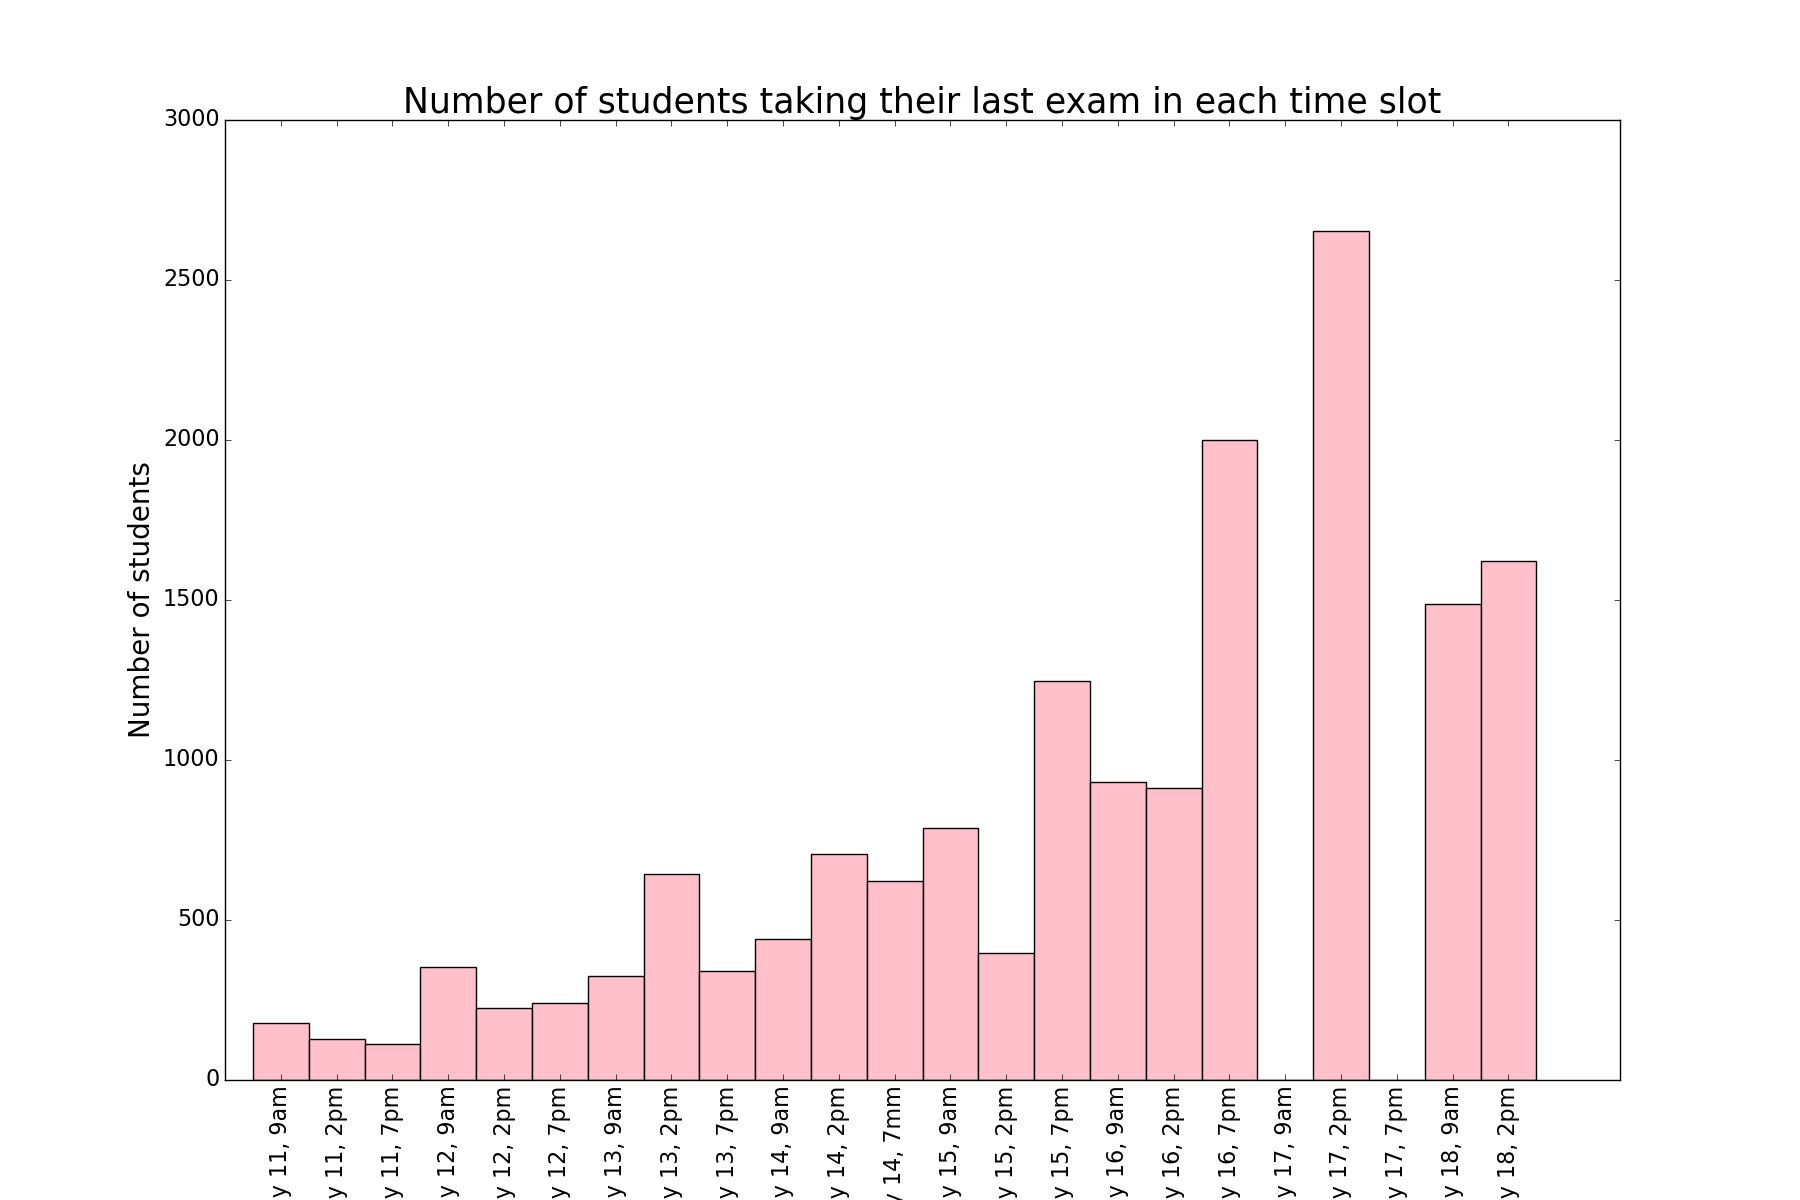 Number of students taking their last exam in each time slot
3000
2500
2000
1500
1000
500
0
Number of students
y 11, 9am
y 11, 2pm
y 11, 7pm
y 12, 9am
y 12, 2pm
y 12, 7pm
y 13, 9am
y 13, 2pm
y 13, 7pm
y 14, 9am
y 14, 2pm
y 14, 7mm
y 15, 9am
y 15, 2pm
y 15, 7pm
y 16, 9am
y 16, 2pm
y 16, 7pm
y 17, 9am
y 17, 2pm
y 17, 7pm
y 18, 9am
y 18, 2pm